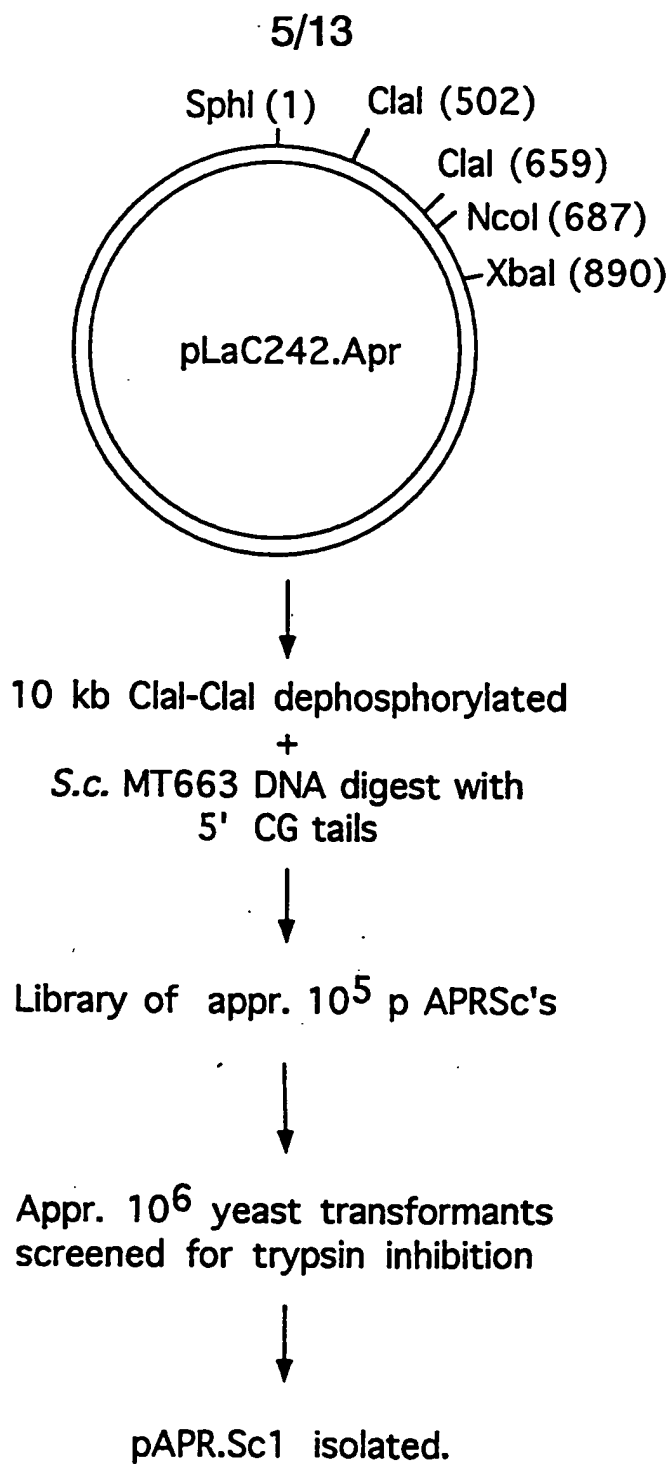 5/13
SphI (1)
ClaI (502)
ClaI (659)
NcoI (687)
XbaI (890)
pLaC242.Apr
10 kb ClaI-ClaI dephosphorylated
+
S.c. MT663 DNA digest with
5' CG tails
Library of appr. 10⁵ p APRSc's
Appr. 10⁶ yeast transformants
screened for trypsin inhibition
pAPR.Sc1 isolated.